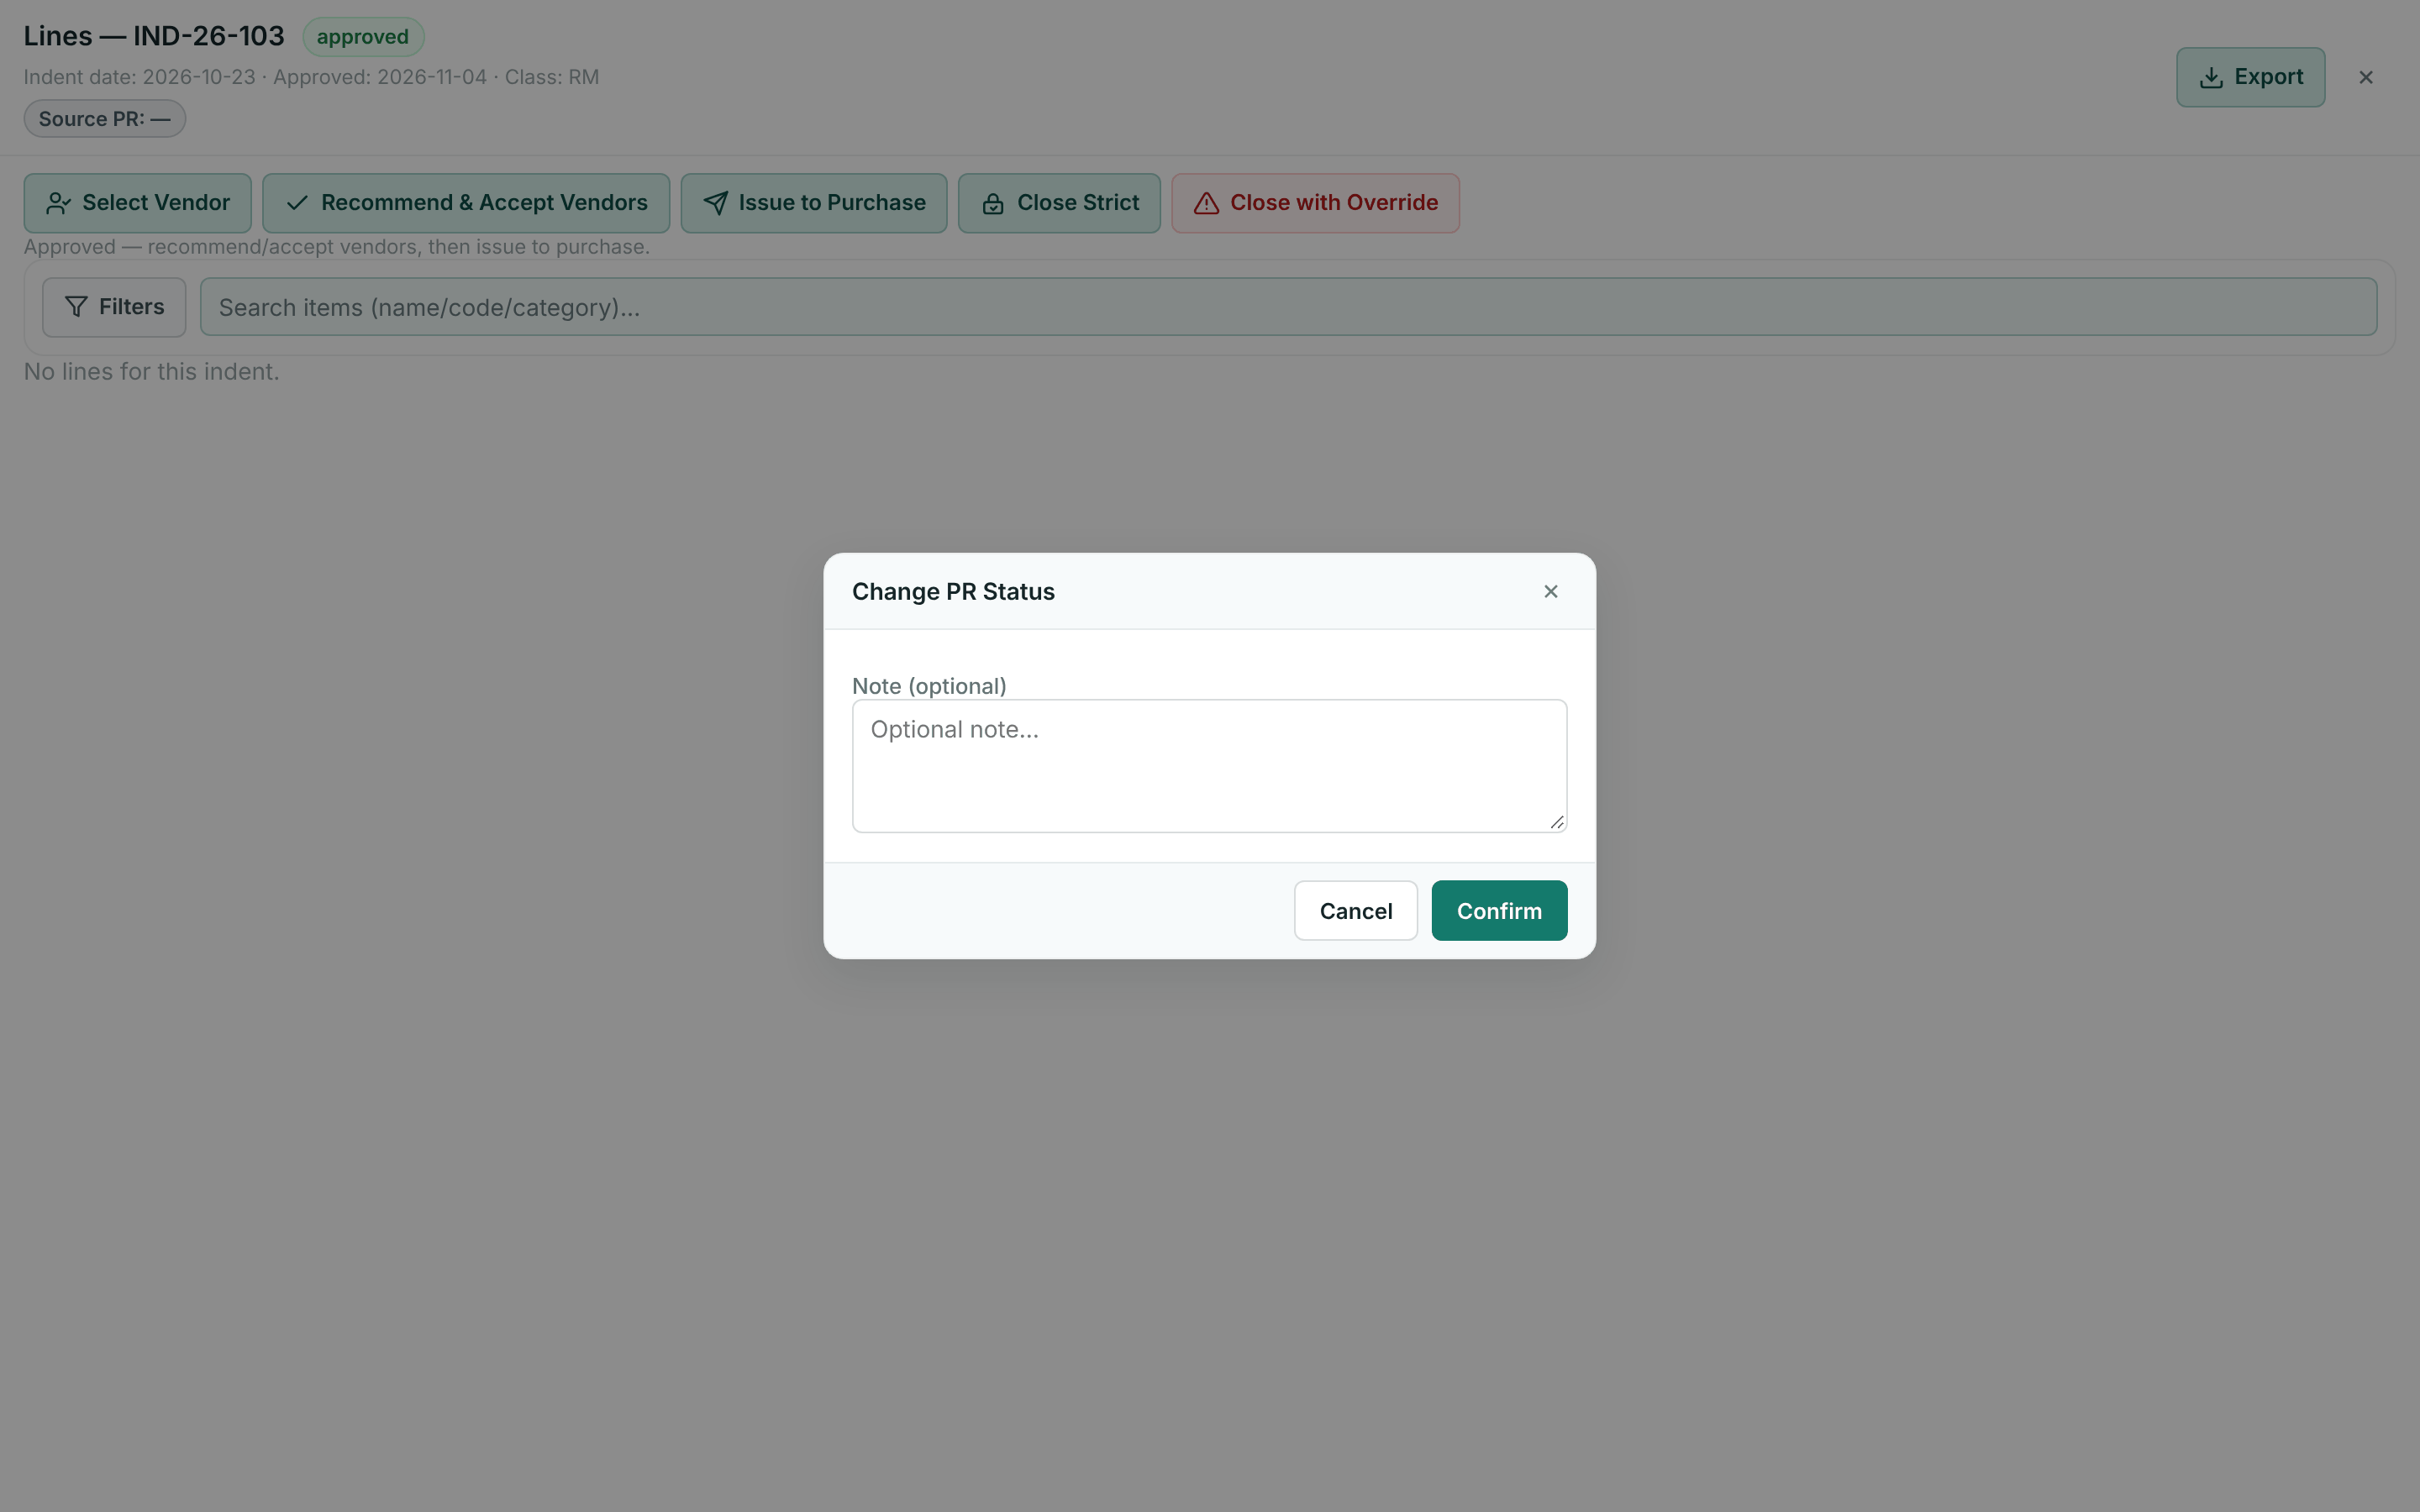 Lines — IND-26-103 approved
Indent date: 2026-10-23 · Approved: 2026-11-04 · Class: RM
Source PR: —
Export ×
Select Vendor Recommend & Accept Vendors Issue to Purchase Close Strict Close with Override
Approved — recommend/accept vendors, then issue to purchase.
Filters Search items (name/code/category)...
No lines for this indent.
Change PR Status ×
Note (optional)
Optional note...
Cancel Confirm